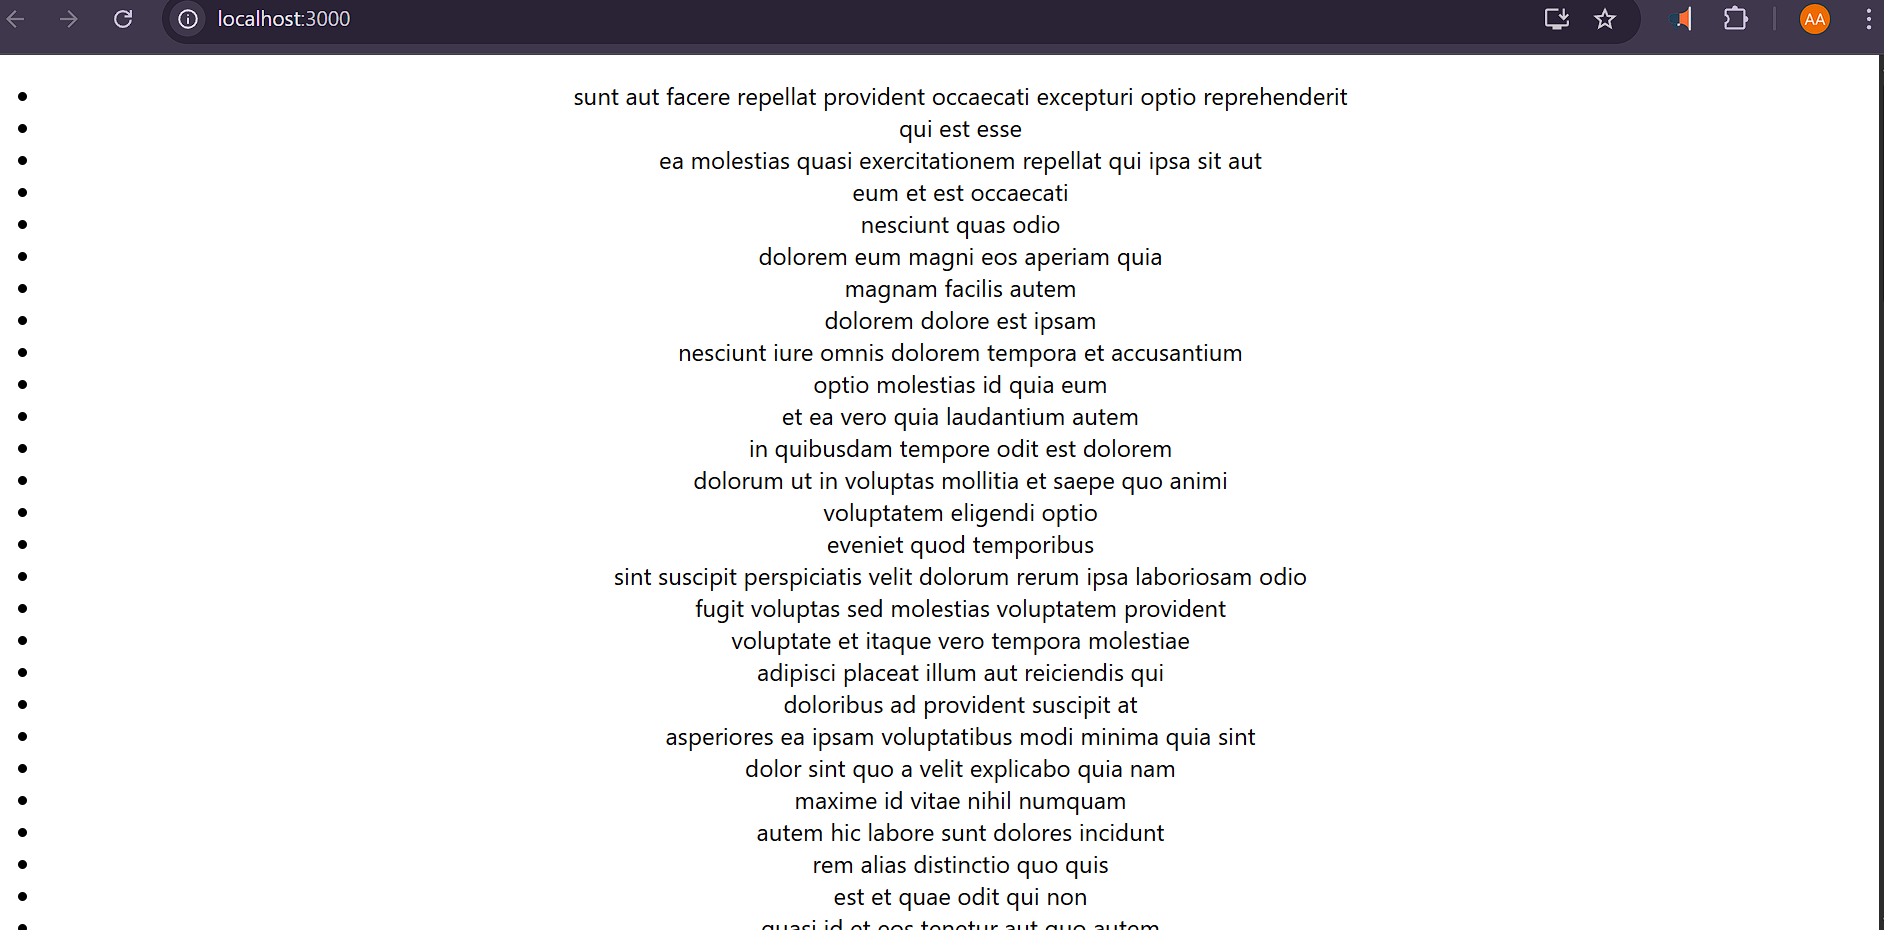 localhost:3000
AA
sunt aut facere repellat provident occaecati excepturi optio reprehenderit
qui est esse
ea molestias quasi exercitationem repellat qui ipsa sit aut
eum et est occaecati
nesciunt quas odio
dolorem eum magni eos aperiam quia
magnam facilis autem
dolorem dolore est ipsam
nesciunt iure omnis dolorem tempora et accusantium
optio molestias id quia eum
et ea vero quia laudantium autem
in quibusdam tempore odit est dolorem
dolorum ut in voluptas mollitia et saepe quo animi
voluptatem eligendi optio
eveniet quod temporibus
sint suscipit perspiciatis velit dolorum rerum ipsa laboriosam odio
fugit voluptas sed molestias voluptatem provident
voluptate et itaque vero tempora molestiae
adipisci placeat illum aut reiciendis qui
doloribus ad provident suscipit at
asperiores ea ipsam voluptatibus modi minima quia sint
dolor sint quo a velit explicabo quia nam
maxime id vitae nihil numquam
autem hic labore sunt dolores incidunt
rem alias distinctio quo quis
est et quae odit qui non
quasi id et eos tenetur aut quo autem